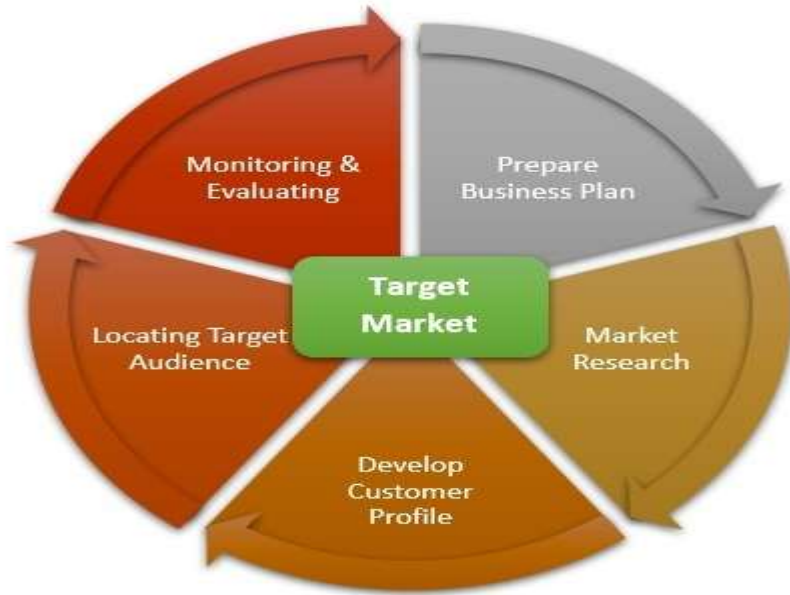 Target
Market
Prepare
Business Plan
Market
Research
Develop
Customer
Profile
Locating Target
Audience
Monitoring &
Evaluating